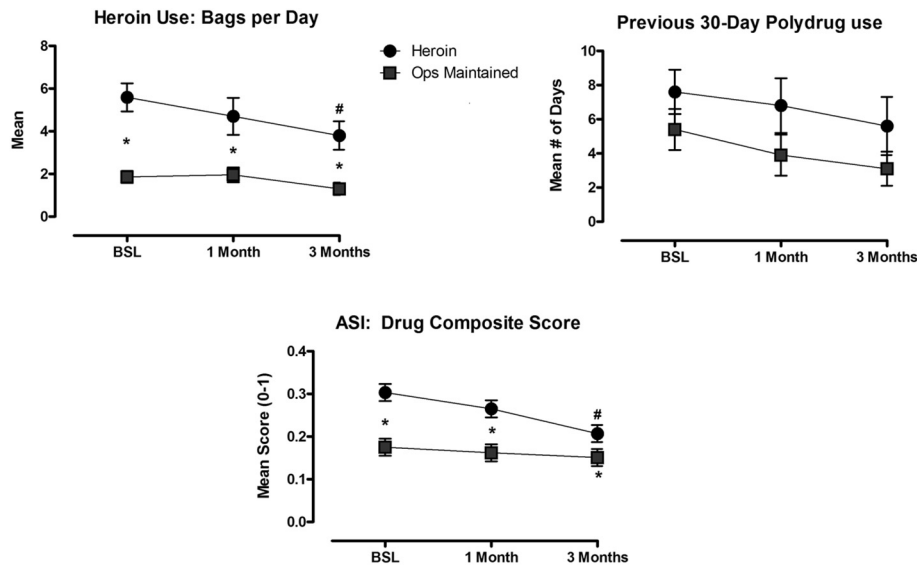 Heroin Use: Bags per Day
Mean
8
6
4
2
0
#
*
*
*
BSL
1 Month
3 Months
Heroin
Ops Maintained
Previous 30-Day Polydrug use
Mean # of Days
10
8
6
4
2
0
BSL
1 Month
3 Months
ASI: Drug Composite Score
Mean Score (0-1)
0.4
0.3
0.2
0.1
0.0
#
*
*
*
BSL
1 Month
3 Months